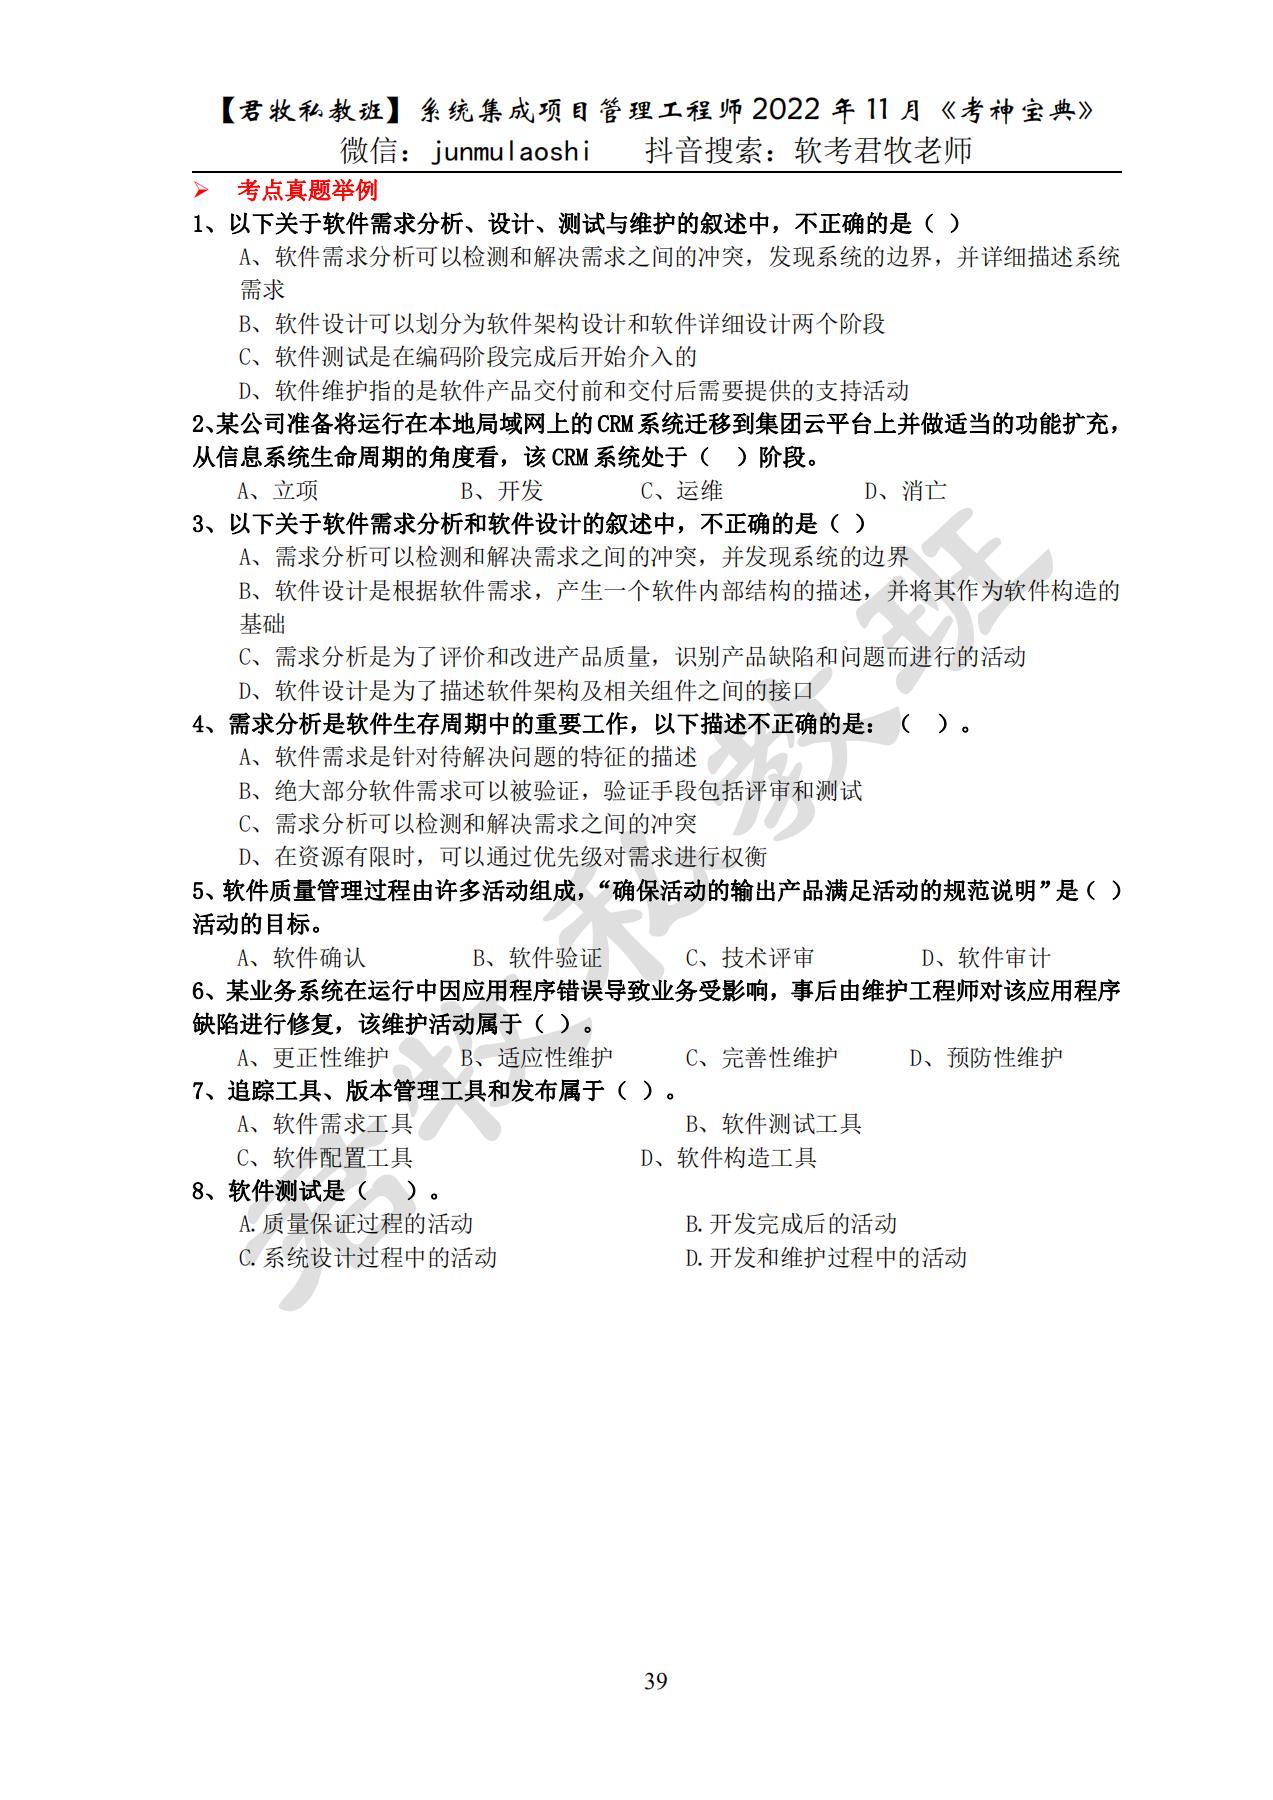 【君牧私教班】系统集成项目管理工程师 2022 年 11 月《考神宝典》
微信: junmulaoshi 抖音搜索: 软考君牧老师
➢ 考点真题举例
1、以下关于软件需求分析、设计、测试与维护的叙述中，不正确的是（ ）
A、软件需求分析可以检测和解决需求之间的冲突，发现系统的边界，并详细描述系统
需求
B、软件设计可以划分为软件架构设计和软件详细设计两个阶段
C、软件测试是在编码阶段完成后开始介入的
D、软件维护指的是软件产品交付前和交付后需要提供的支持活动
2、某公司准备将运行在本地局域网上的 CRM 系统迁移到集团云平台上并做适当的功能扩充，
从信息系统生命周期的角度看，该 CRM 系统处于（ ）阶段。
A、立项 B、开发 C、运维 D、消亡
3、以下关于软件需求分析和软件设计的叙述中，不正确的是（ ）
A、需求分析可以检测和解决需求之间的冲突，并发现系统的边界
B、软件设计是根据软件需求，产生一个软件内部结构的描述，并将其作为软件构造的
基础
C、需求分析是为了评价和改进产品质量，识别产品缺陷和问题而进行的活动
D、软件设计是为了描述软件架构及相关组件之间的接口
4、需求分析是软件生存周期中的重要工作，以下描述不正确的是：（ ）。
A、软件需求是针对待解决问题的特征的描述
B、绝大部分软件需求可以被验证，验证手段包括评审和测试
C、需求分析可以检测和解决需求之间的冲突
D、在资源有限时，可以通过优先级对需求进行权衡
5、软件质量管理过程由许多活动组成，“确保活动的输出产品满足活动的规范说明”是（ ）
活动的目标。
A、软件确认 B、软件验证 C、技术评审 D、软件审计
6、某业务系统在运行中因应用程序错误导致业务受影响，事后由维护工程师对该应用程序
缺陷进行修复，该维护活动属于（ ）。
A、更正性维护 B、适应性维护 C、完善性维护 D、预防性维护
7、追踪工具、版本管理工具和发布属于（ ）。
A、软件需求工具 B、软件测试工具
C、软件配置工具 D、软件构造工具
8、软件测试是（ ）。
A.质量保证过程的活动 B.开发完成后的活动
C.系统设计过程中的活动 D.开发和维护过程中的活动
君牧私教班
39